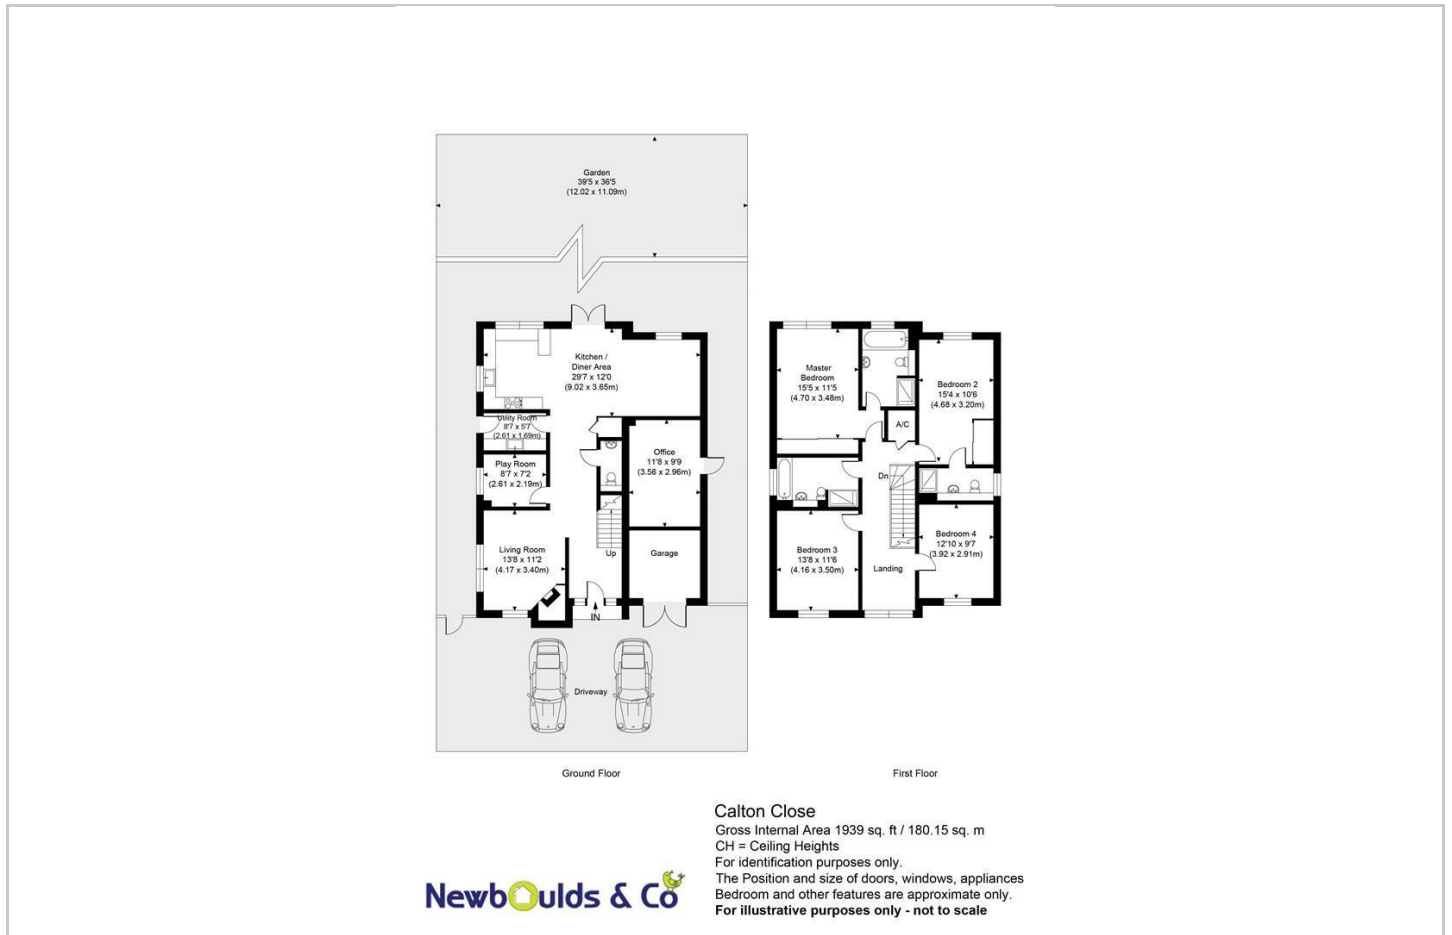 Garden
39'5 x 36'5
(12.02 x 11.09m)
Kitchen /
Diner Area
29'7 x 12'0
(9.02 x 3.65m)
Utility Room
8'7 x 5'7
(2.61 x 1.69m)
Play Room
8'7 x 7'2
(2.61 x 2.19m)
Office
11'8 x 9'9
(3.56 x 2.96m)
Living Room
13'8 x 11'2
(4.17 x 3.40m)
Up
Garage
IN
Driveway
Ground Floor
Master
Bedroom
15'5 x 11'5
(4.70 x 3.48m)
Bedroom 2
15'4 x 10'6
(4.68 x 3.20m)
A/C
Dn
Bedroom 3
13'8 x 11'6
(4.16 x 3.50m)
Bedroom 4
12'10 x 9'7
(3.92 x 2.91m)
Landing
First Floor
Calton Close
Gross Internal Area 1939 sq. ft / 180.15 sq. m
CH = Ceiling Heights
For identification purposes only.
The Position and size of doors, windows, appliances
Bedroom and other features are approximate only.
For illustrative purposes only - not to scale
Newboulds & Co